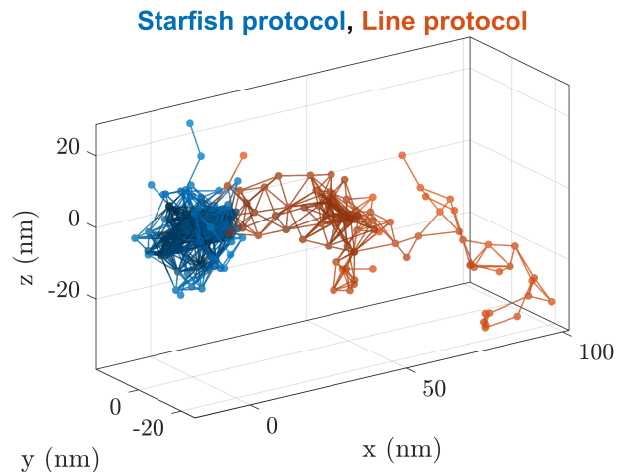 Starfish protocol, Line protocol
20
0
-20
z (nm)
0
-20
y (nm)
0
50
100
x (nm)